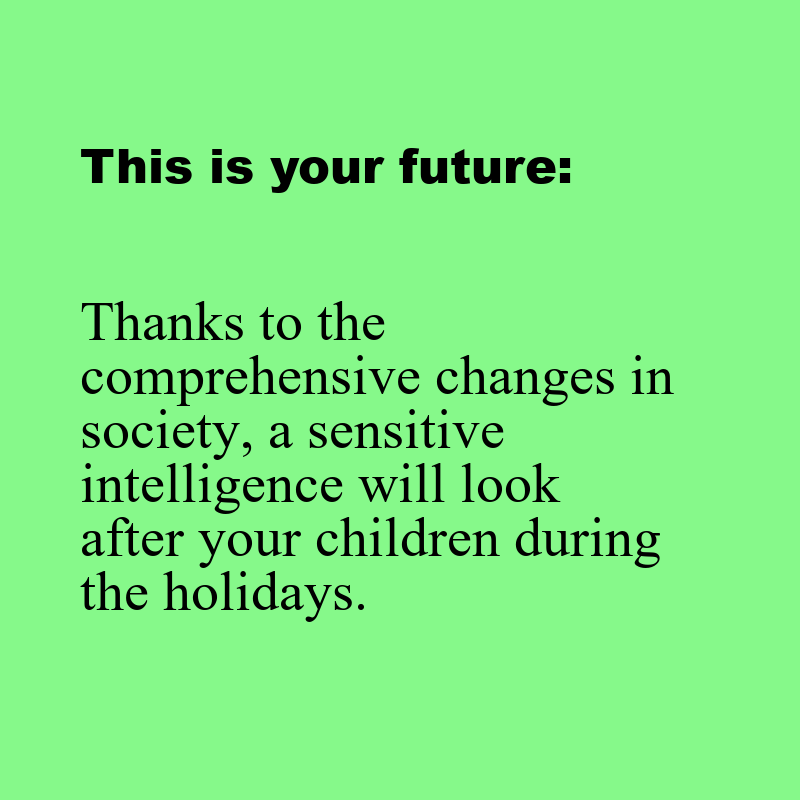 This is your future:
Thanks to the
comprehensive changes in
society, a sensitive
intelligence will look
after your children during
the holidays.